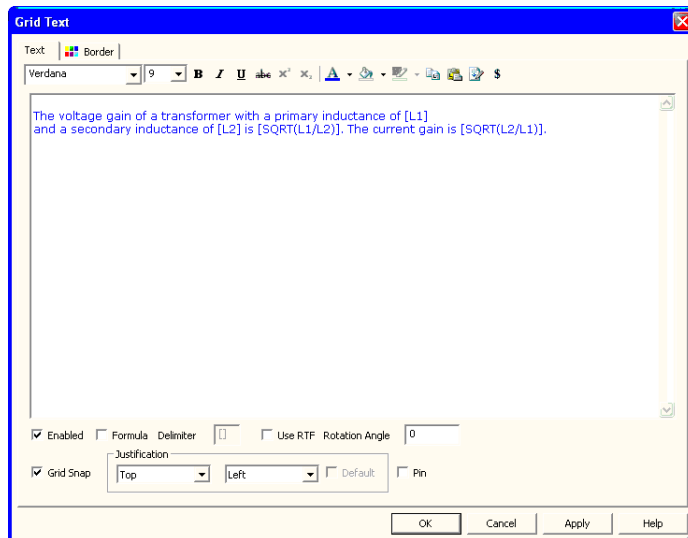 Grid Text
Text Border
Verdana 9 B I U abc X² X₂ A $
The voltage gain of a transformer with a primary inductance of [L1]
and a secondary inductance of [L2] is [SQRT(L1/L2)]. The current gain is [SQRT(L2/L1)].
Enabled Formula Delimiter [] Use RTF Rotation Angle 0
Justification
Grid Snap Top Left Default Pin
OK Cancel Apply Help